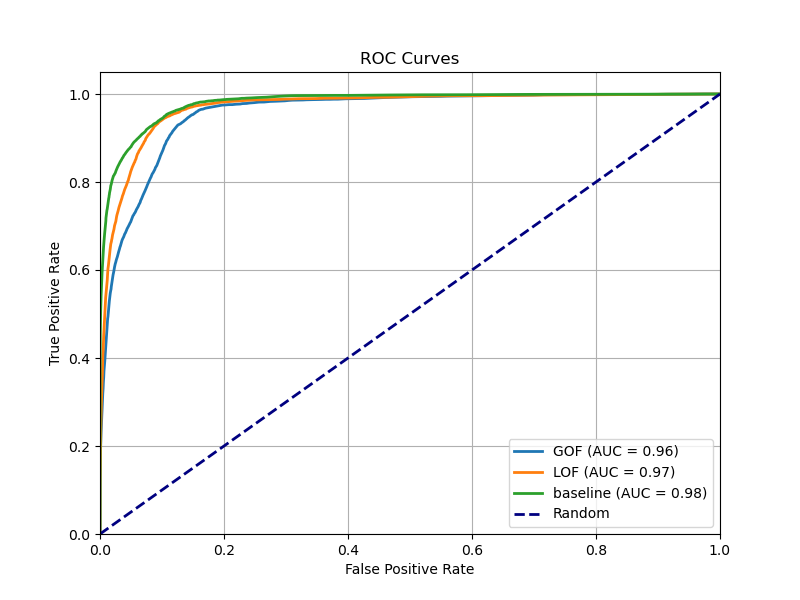 ROC Curves
True Positive Rate
1.0
0.8
0.6
0.4
0.2
0.0
0.0 0.2 0.4 0.6 0.8 1.0
False Positive Rate
GOF (AUC = 0.96)
LOF (AUC = 0.97)
baseline (AUC = 0.98)
Random